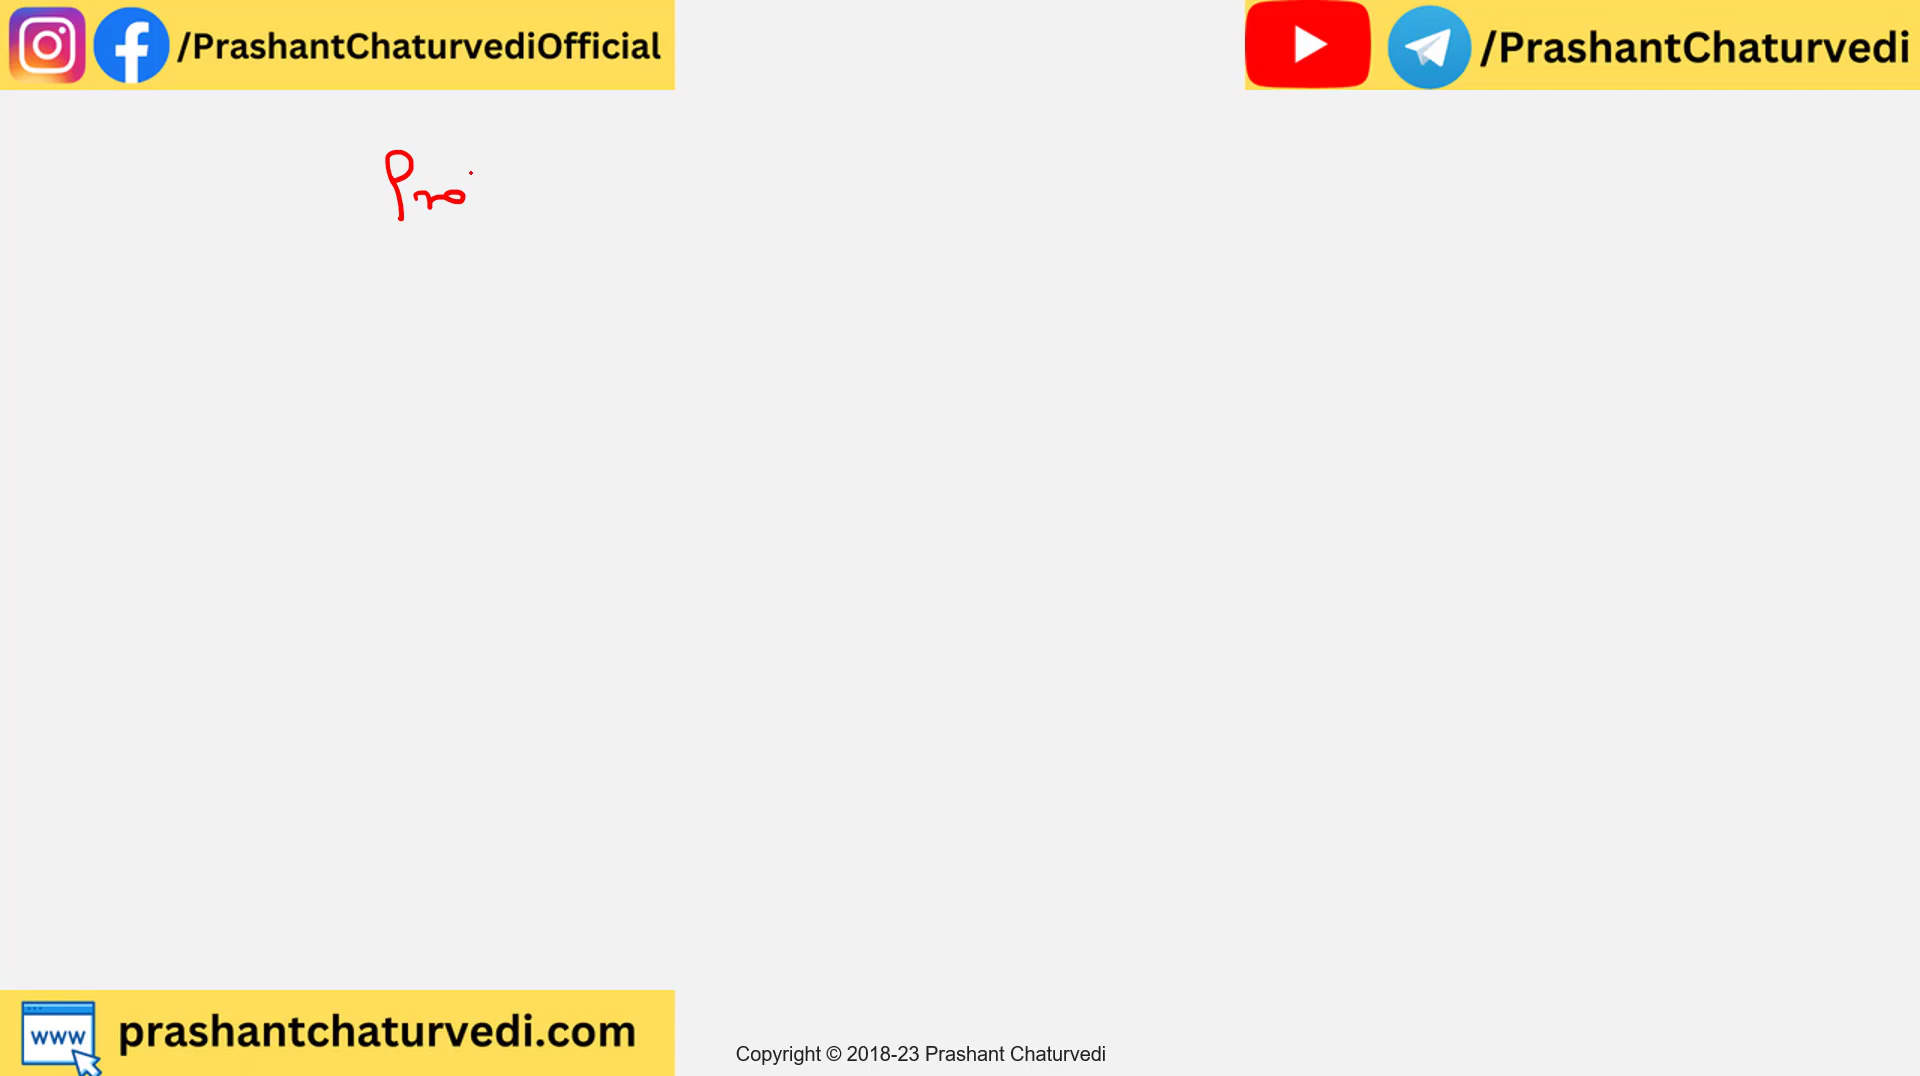 /PrashantChaturvediOfficial
/PrashantChaturvedi
Pro
www
prashantchaturvedi.com
Copyright © 2018-23 Prashant Chaturvedi